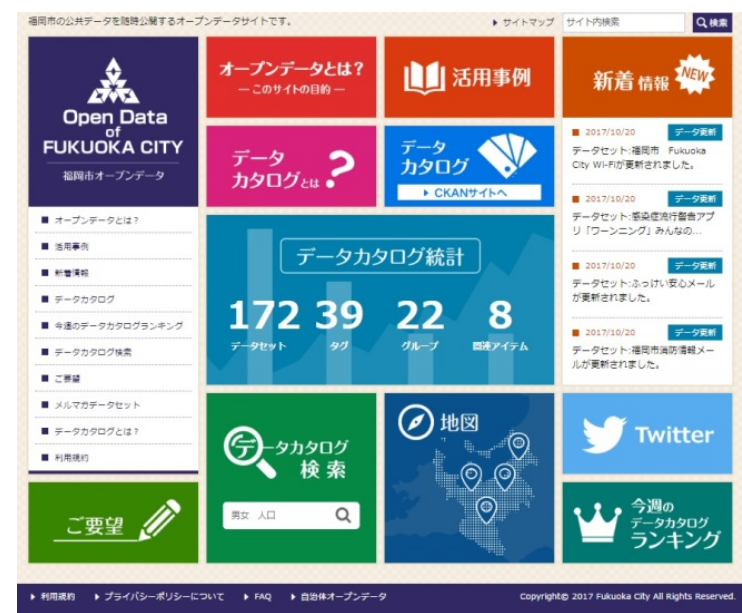 福岡市の公共データを随時公開するオープンデータサイトです。
サイトマップ
サイト内検索
検索
Open Data
of
FUKUOKA CITY
福岡市オープンデータ
オープンデータとは?
ー このサイトの目的 ー
活用事例
新着情報
NEW
データ
カタログとは
?
データ
カタログ
CKANサイトへ
2017/10/20 データ更新
データセット:福岡市 Fukuoka
City Wi-Fiが更新されました。
2017/10/20 データ更新
データセット:感染症流行警告アプ
リ「ワーンニング」みんなの...
2017/10/20 データ更新
データセット:ふっけい安心メール
が更新されました。
2017/10/20 データ更新
データセット:福岡市消防情報メー
ルが更新されました。
オープンデータとは?
活用事例
新着情報
データカタログ
今週のデータカタログランキング
データカタログ検索
ご要望
メルマガデータセット
データカタログとは?
利用規約
データカタログ統計
172 39 22 8
データセット タグ グループ 関連アイテム
データカタログ
検索
男女 人口
地図
Twitter
ご要望
今週の
データカタログ
ランキング
利用規約 プライバシーポリシーについて FAQ 自治体オープンデータ
Copyright© 2017 Fukuoka City All Rights Reserved.